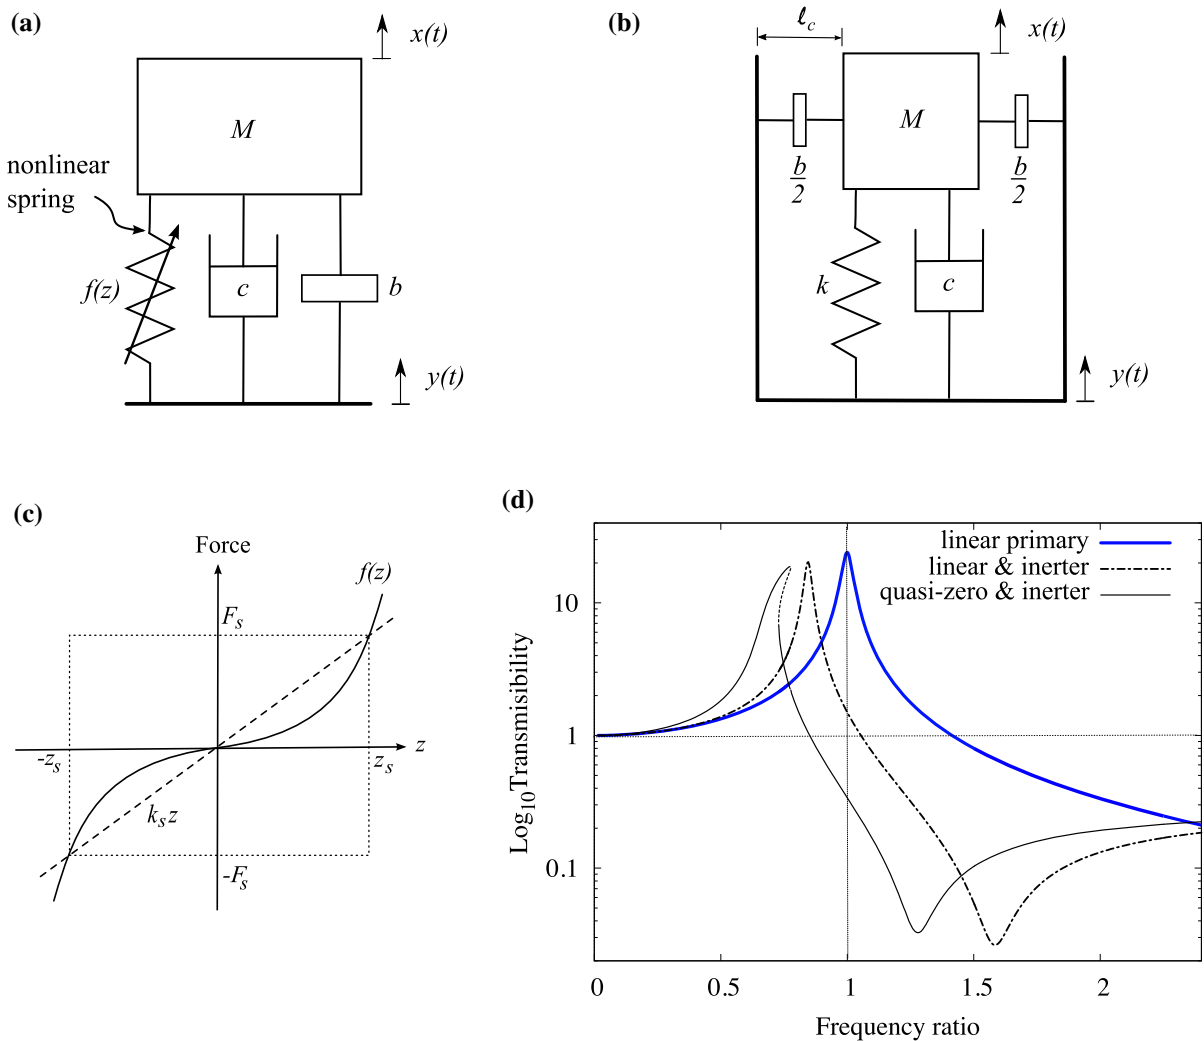 (a)
x(t)
M
nonlinear
spring
f(z)
c
b
y(t)
(b)
ℓc
x(t)
M
b/2
b/2
k
c
y(t)
(c)
Force
f(z)
Fs
-zs
zs
z
ksz
-Fs
(d)
linear primary
linear & inerter
quasi-zero & inerter
10
1
0.1
Log10Transmisibility
0
0.5
1
1.5
2
Frequency ratio